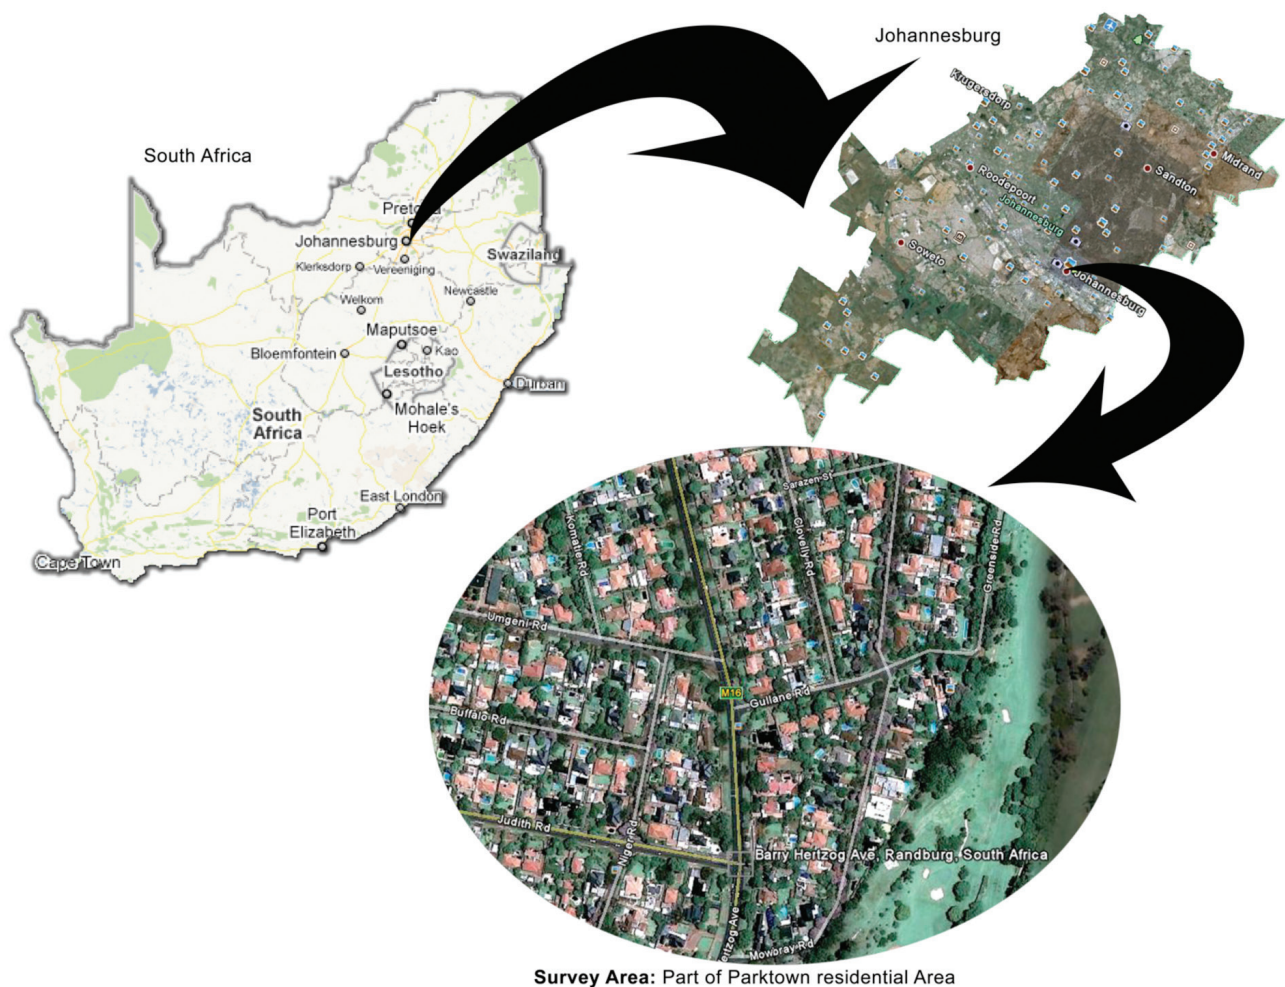 Johannesburg
South Africa
Pretoria
Johannesburg
Klerksdorp
Vereeniging
Swaziland
Newcastle
Welkom
Maputsoe
Bloemfontein
Kao
Lesotho
Durban
Mohale's
Hoek
South
Africa
East London
Port
Elizabeth
Cape Town
Krugersdorp
Midrand
Sandton
Roodepoort
Johannesburg
Soweto
Johannesburg
Sarazen St
Komatie Rd
Clovelly Rd
Greenside Rd
Umgeni Rd
M16
Gullane Rd
Buffalo Rd
Judith Rd
Niger Rd
Barry Hertzog Ave, Randburg, South Africa
ertzog Ave
Mowbray Rd
Survey Area: Part of Parktown residential Area